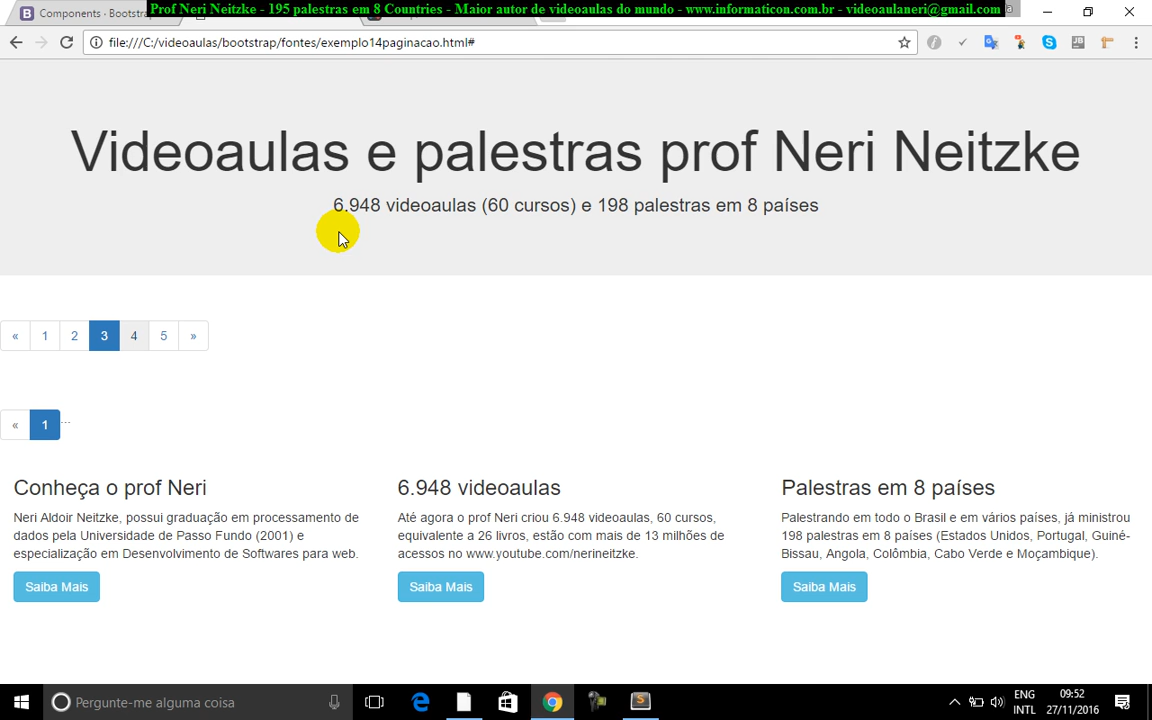 Components · Bootstra
Prof Neri Neitzke - 195 palestras em 8 Countries - Maior autor de videoaulas do mundo - www.informaticon.com.br - videoaulaneri@gmail.com
file:///C:/videoaulas/bootstrap/fontes/exemplo14paginacao.html#
Videoaulas e palestras prof Neri Neitzke
6.948 videoaulas (60 cursos) e 198 palestras em 8 países
« 1 2 3 4 5 »
« 1 ...
Conheça o prof Neri
Neri Aldoir Neitzke, possui graduação em processamento de
dados pela Universidade de Passo Fundo (2001) e
especialização em Desenvolvimento de Softwares para web.
Saiba Mais
6.948 videoaulas
Até agora o prof Neri criou 6.948 videoaulas, 60 cursos,
equivalente a 26 livros, estão com mais de 13 milhões de
acessos no www.youtube.com/nerineitzke.
Saiba Mais
Palestras em 8 países
Palestrando em todo o Brasil e em vários países, já ministrou
198 palestras em 8 países (Estados Unidos, Portugal, Guiné-
Bissau, Angola, Colômbia, Cabo Verde e Moçambique).
Saiba Mais
Pergunte-me alguma coisa
ENG
INTL
09:52
27/11/2016